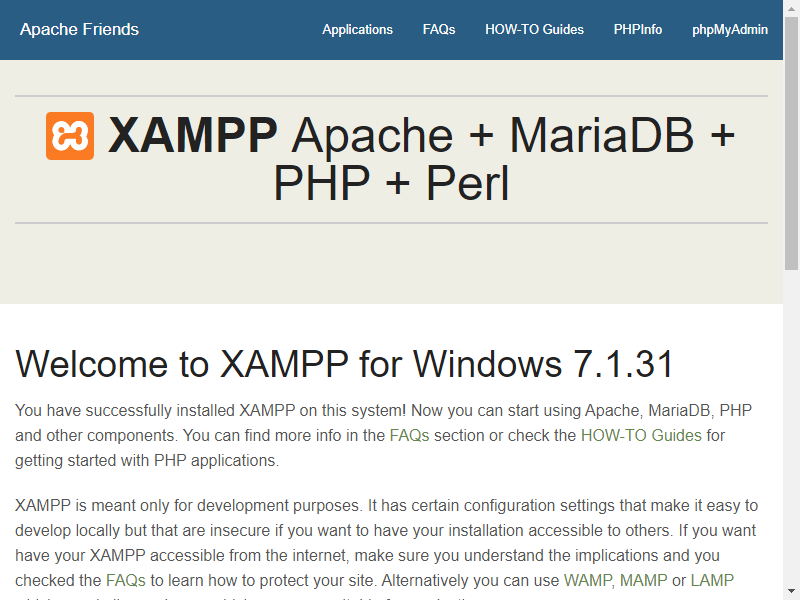 Apache Friends
Applications
FAQs
HOW-TO Guides
PHPInfo
phpMyAdmin
XAMPP Apache + MariaDB +
PHP + Perl
Welcome to XAMPP for Windows 7.1.31
You have successfully installed XAMPP on this system! Now you can start using Apache, MariaDB, PHP
and other components. You can find more info in the FAQs section or check the HOW-TO Guides for
getting started with PHP applications.
XAMPP is meant only for development purposes. It has certain configuration settings that make it easy to
develop locally but that are insecure if you want to have your installation accessible to others. If you want
have your XAMPP accessible from the internet, make sure you understand the implications and you
checked the FAQs to learn how to protect your site. Alternatively you can use WAMP, MAMP or LAMP